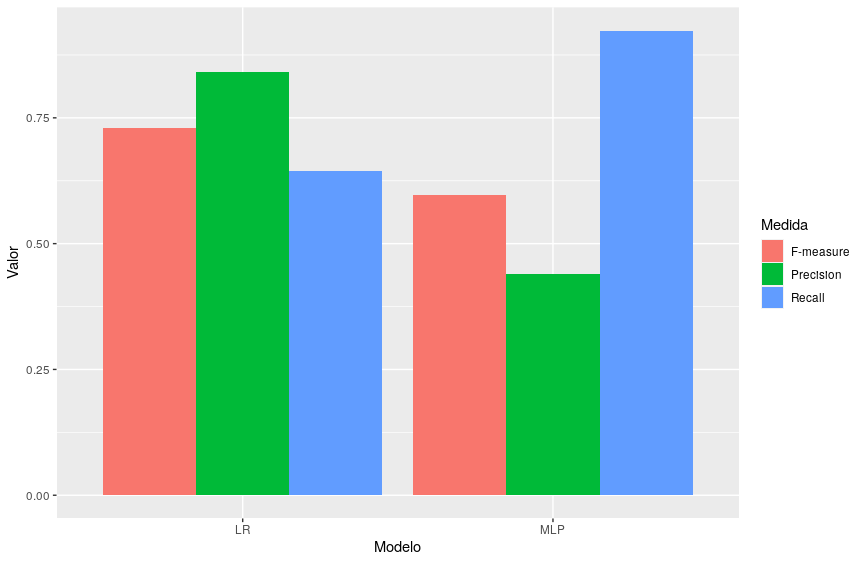 Valor
0.75
0.50
0.25
0.00
LR
MLP
Modelo
Medida
F-measure
Precision
Recall